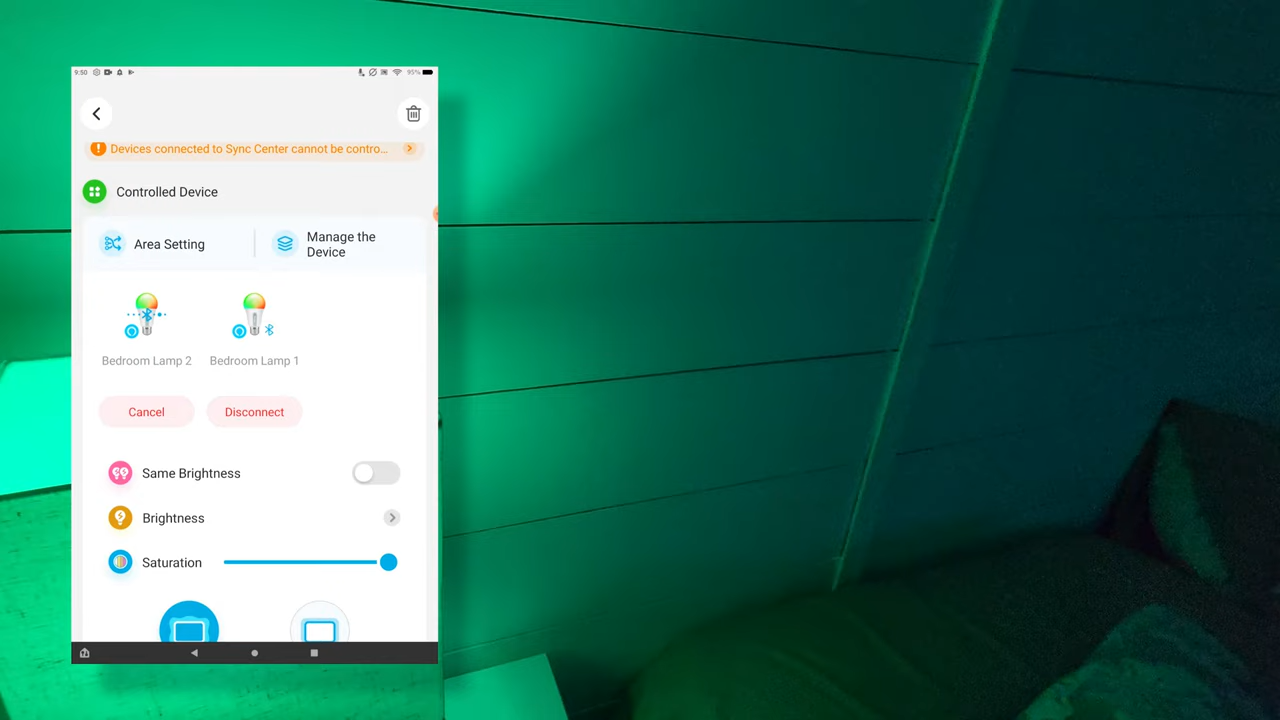 9:50
95%
Devices connected to Sync Center cannot be contro...
Controlled Device
Area Setting
Manage the
Device
Bedroom Lamp 2
Bedroom Lamp 1
Cancel
Disconnect
Same Brightness
Brightness
Saturation